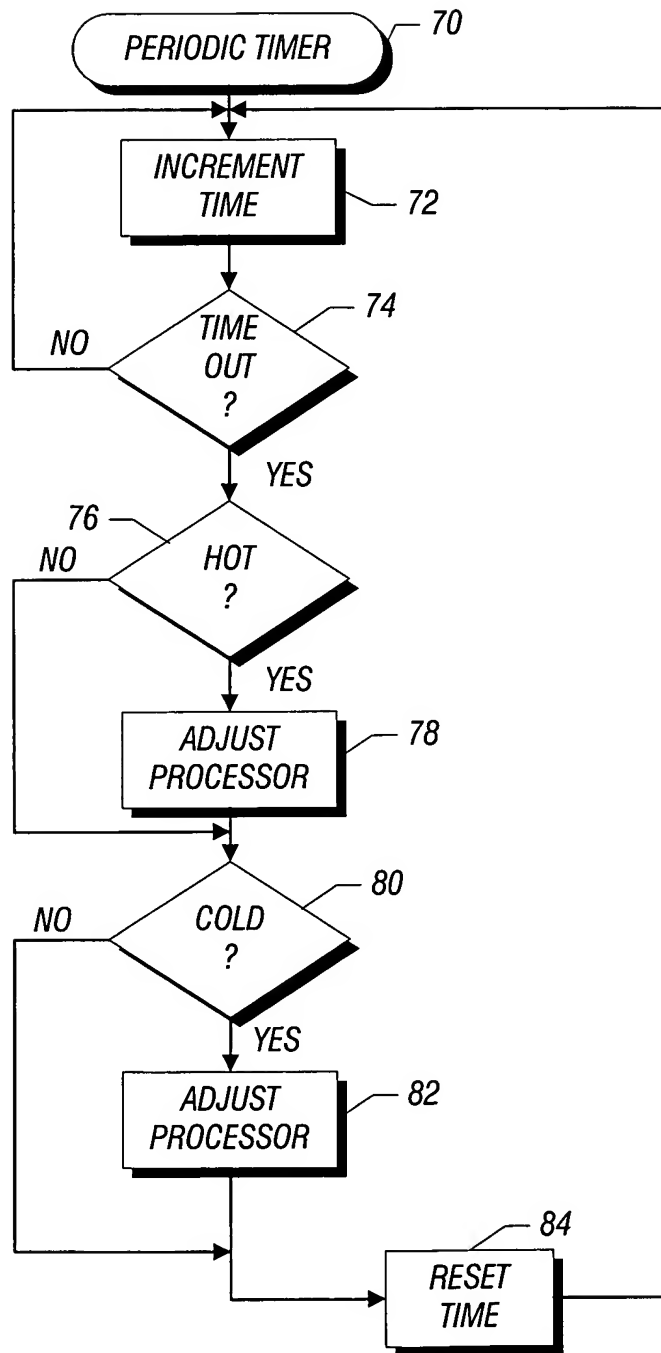 PERIODIC TIMER
70
INCREMENT
TIME
72
TIME
OUT
?
74
NO
YES
76
HOT
?
NO
YES
ADJUST
PROCESSOR
78
COLD
?
80
NO
YES
ADJUST
PROCESSOR
82
RESET
TIME
84